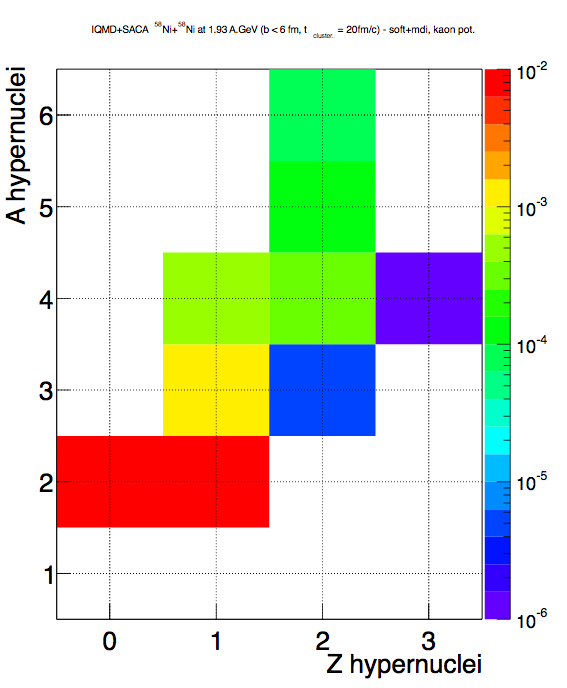 IQMD+SACA 58Ni+58Ni at 1.93 A.GeV (b < 6 fm, t cluster. = 20fm/c) - soft+mdi, kaon pot.
A hypernuclei
6
5
4
3
2
1
0 1 2 3
Z hypernuclei
10-2
10-3
10-4
10-5
10-6